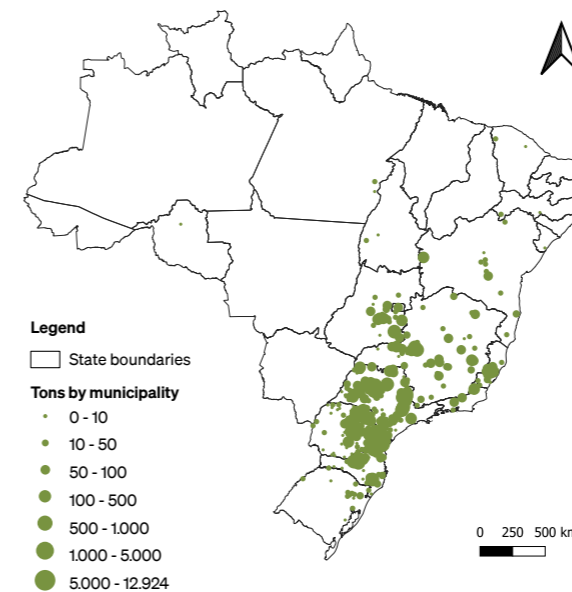 Legend
State boundaries
Tons by municipality
0 - 10
10 - 50
50 - 100
100 - 500
500 - 1.000
1.000 - 5.000
5.000 - 12.924
0 250 500 km